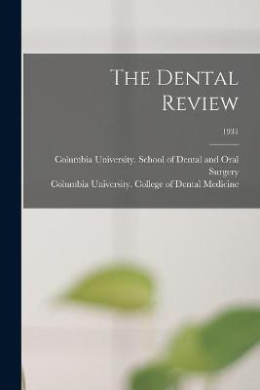 The Dental
Review
1931
Columbia University. School of Dental and Oral
Surgery
Columbia University. College of Dental Medicine